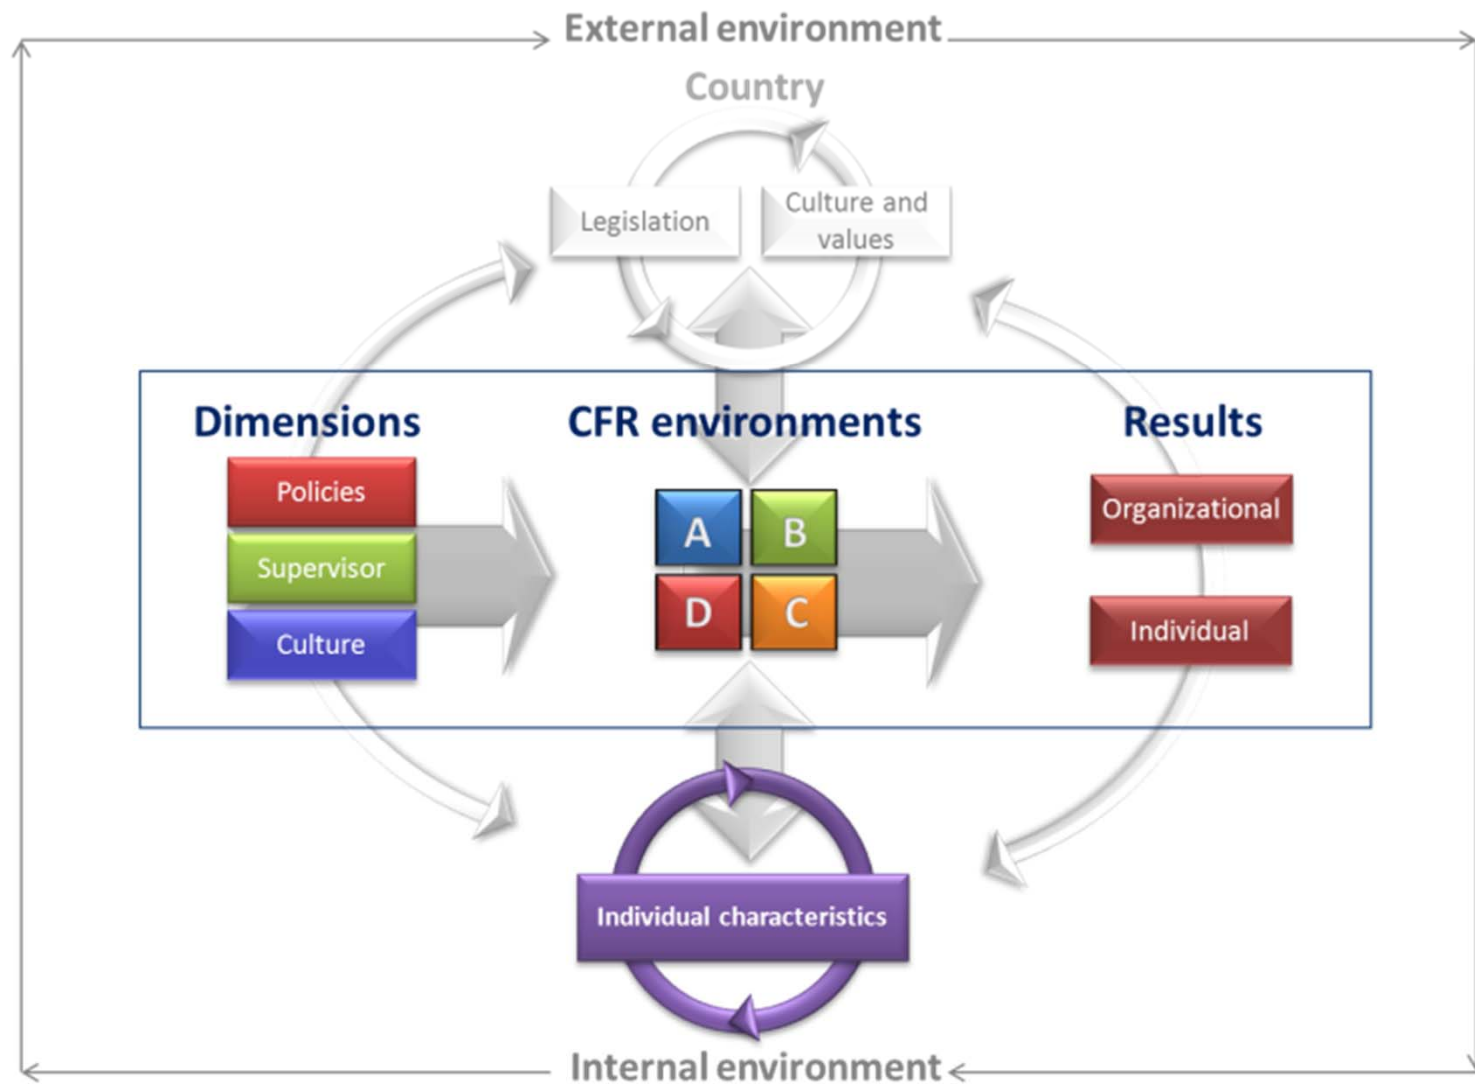 External environment
Country
Legislation
Culture and
values
Dimensions
CFR environments
Results
Policies
Supervisor
Culture
A
B
D
C
Organizational
Individual
Individual characteristics
Internal environment